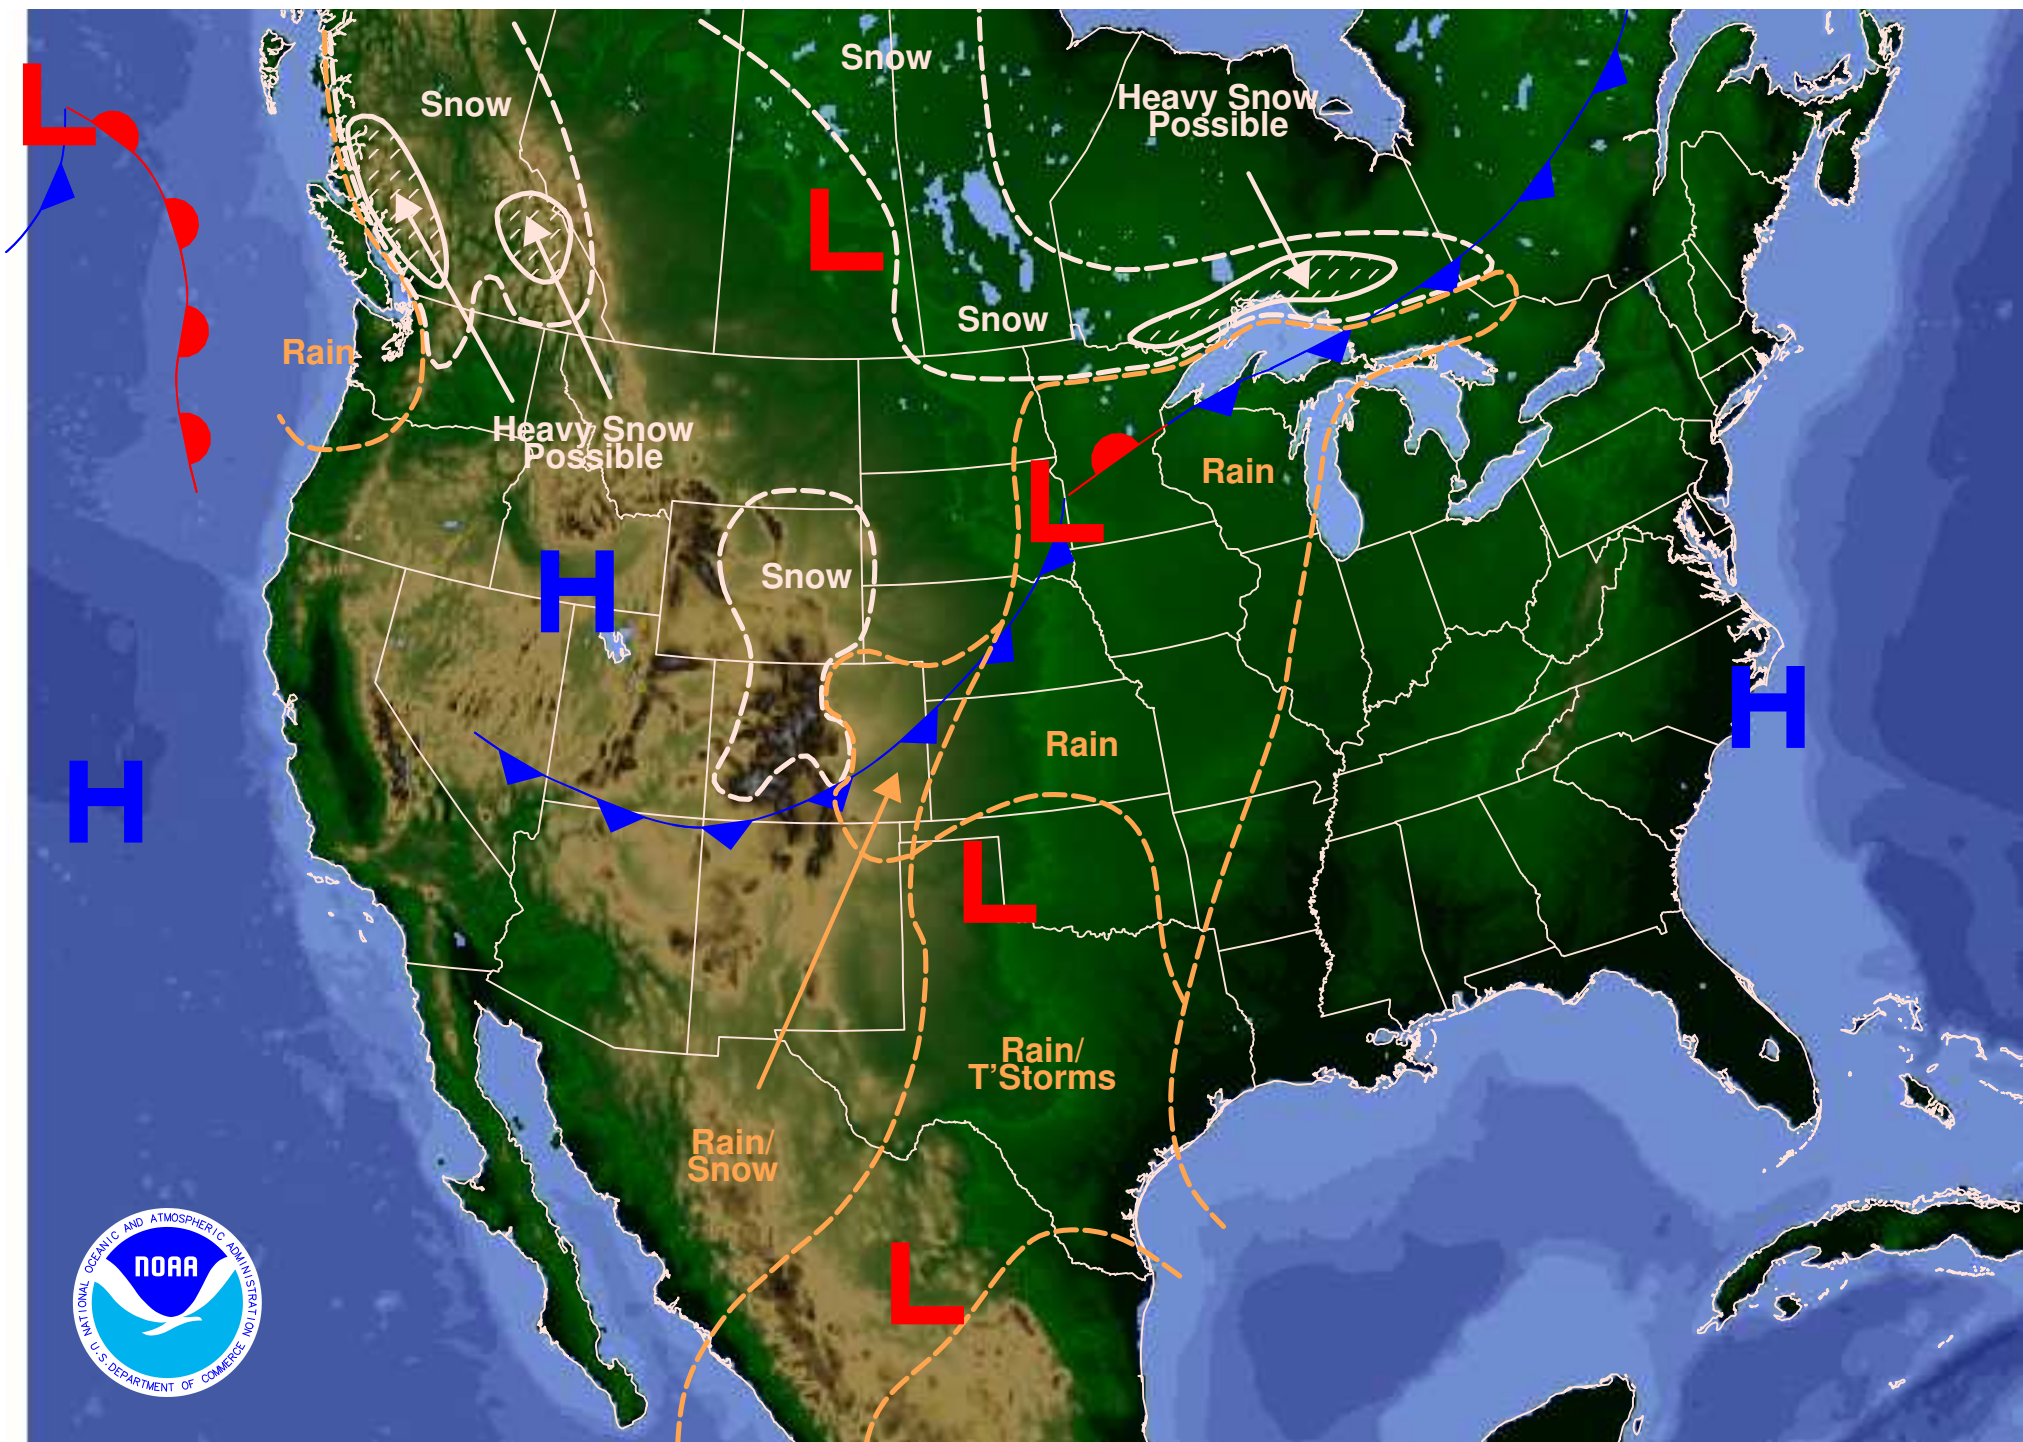 Snow
Snow
Heavy Snow
Possible
L
L
Snow
Rain
Heavy Snow
Possible
Rain
L
Snow
H
H
Rain
H
L
Rain/
T'Storms
Rain/
Snow
L
NATIONAL OCEANIC AND ATMOSPHERIC ADMINISTRATION
NOAA
U.S. DEPARTMENT OF COMMERCE